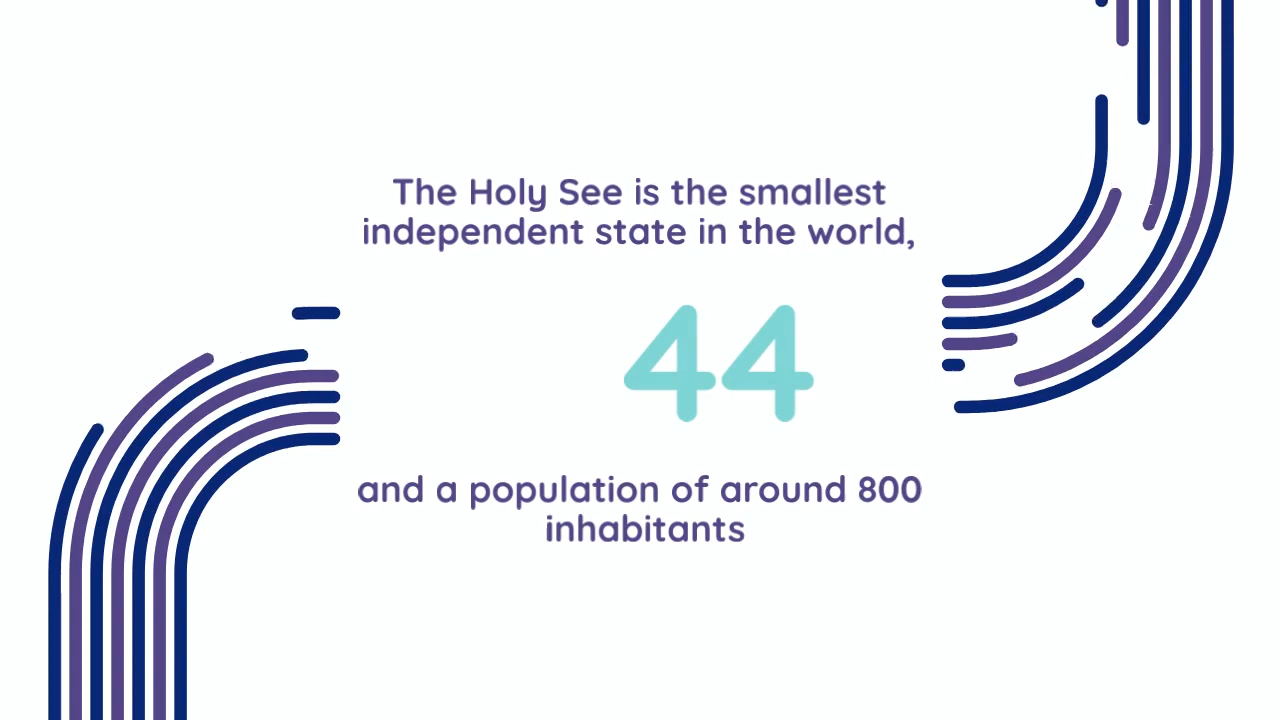 The Holy See is the smallest
independent state in the world,
44
and a population of around 800
inhabitants